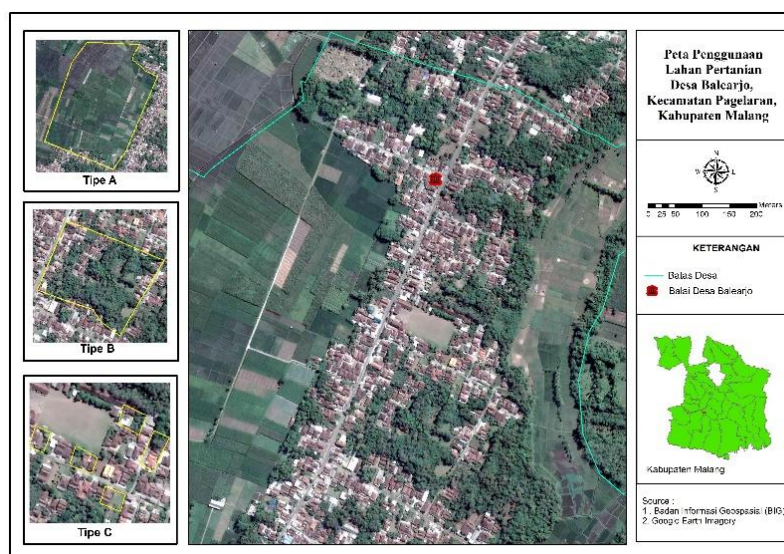 Tipe A
Tipe B
Tipe C
Peta Penggunaan
Lahan Pertanian
Desa Balearjo,
Kecamatan Pagelaran,
Kabupaten Malang
N
S
Meters
0 25 50 100 150 200
KETERANGAN
Batas Desa
Balai Desa Balearjo
Kabupaten Malang
Source :
1. Badan Informasi Geospasial (BIG)
2. Google Earth Imagery